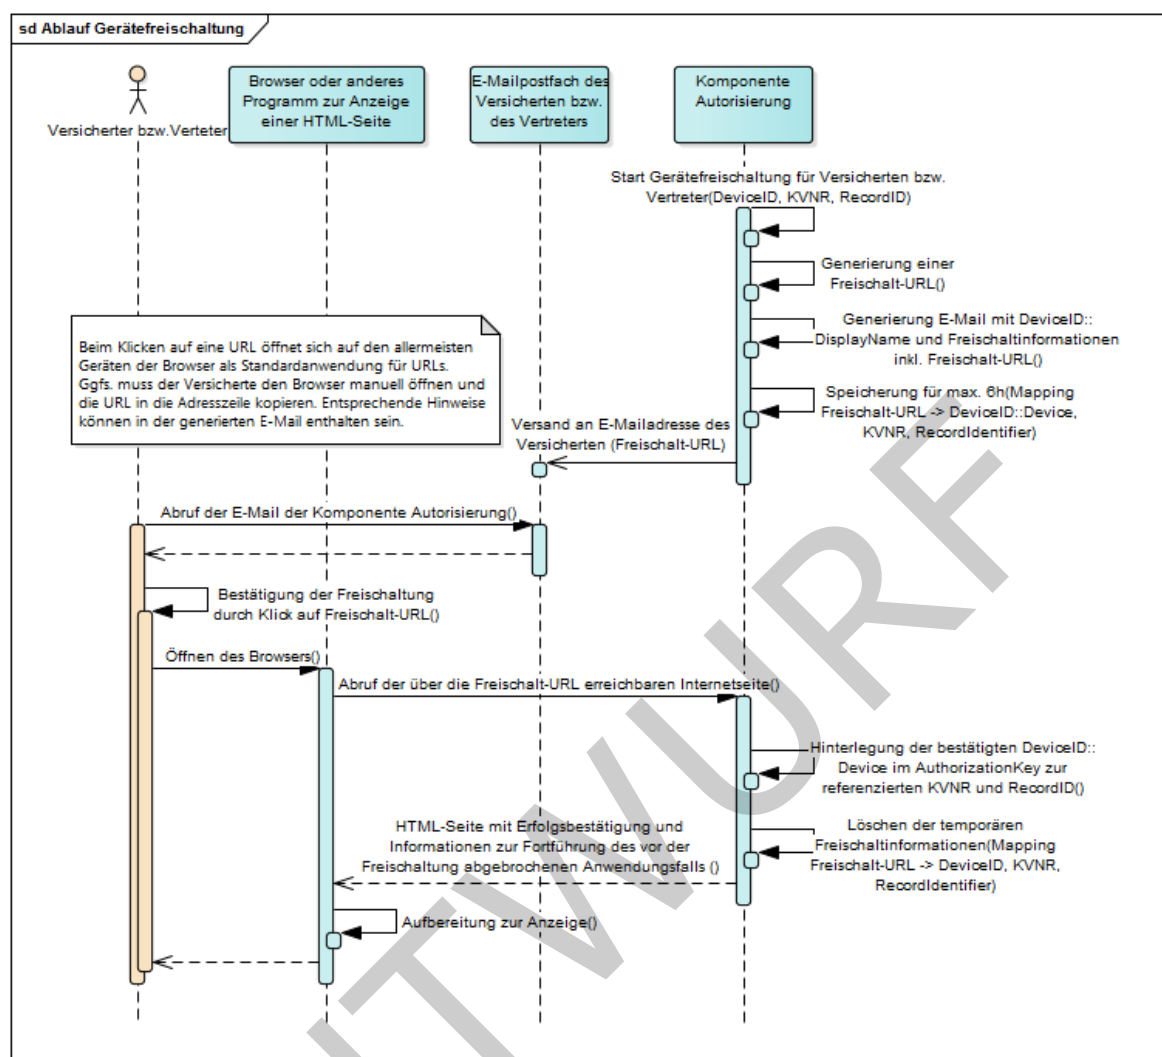 sd Ablauf Gerätefreischaltung
Versicherter bzw.Verteter
Browser oder anderes
Programm zur Anzeige
einer HTML-Seite
E-Mailpostfach des
Versicherten bzw.
des Vertreters
Komponente
Autorisierung
Start Gerätefreischaltung für Versicherten bzw.
Vertreter(DeviceID, KVNR, RecordID)
Generierung einer
Freischalt-URL()
Generierung E-Mail mit DeviceID::
DisplayName und Freischaltinformationen
inkl. Freischalt-URL()
Beim Klicken auf eine URL öffnet sich auf den allermeisten
Geräten der Browser als Standardanwendung für URLs.
Ggfs. muss der Versicherte den Browser manuell öffnen und
die URL in die Adresszeile kopieren. Entsprechende Hinweise
können in der generierten E-Mail enthalten sein.
Speicherung für max. 6h(Mapping
Freischalt-URL -> DeviceID::Device,
KVNR, RecordIdentifier)
Versand an E-Mailadresse des
Versicherten (Freischalt-URL)
Abruf der E-Mail der Komponente Autorisierung()
Bestätigung der Freischaltung
durch Klick auf Freischalt-URL()
Öffnen des Browsers()
Abruf der über die Freischalt-URL erreichbaren Internetseite()
Hinterlegung der bestätigten DeviceID::
Device im AuthorizationKey zur
referenzierten KVNR und RecordID()
Löschen der temporären
Freischaltinformationen(Mapping
Freischalt-URL -> DeviceID, KVNR,
RecordIdentifier)
HTML-Seite mit Erfolgsbestätigung und
Informationen zur Fortführung des vor der
Freischaltung abgebrochenen Anwendungsfalls ()
Aufbereitung zur Anzeige()
NTWURF